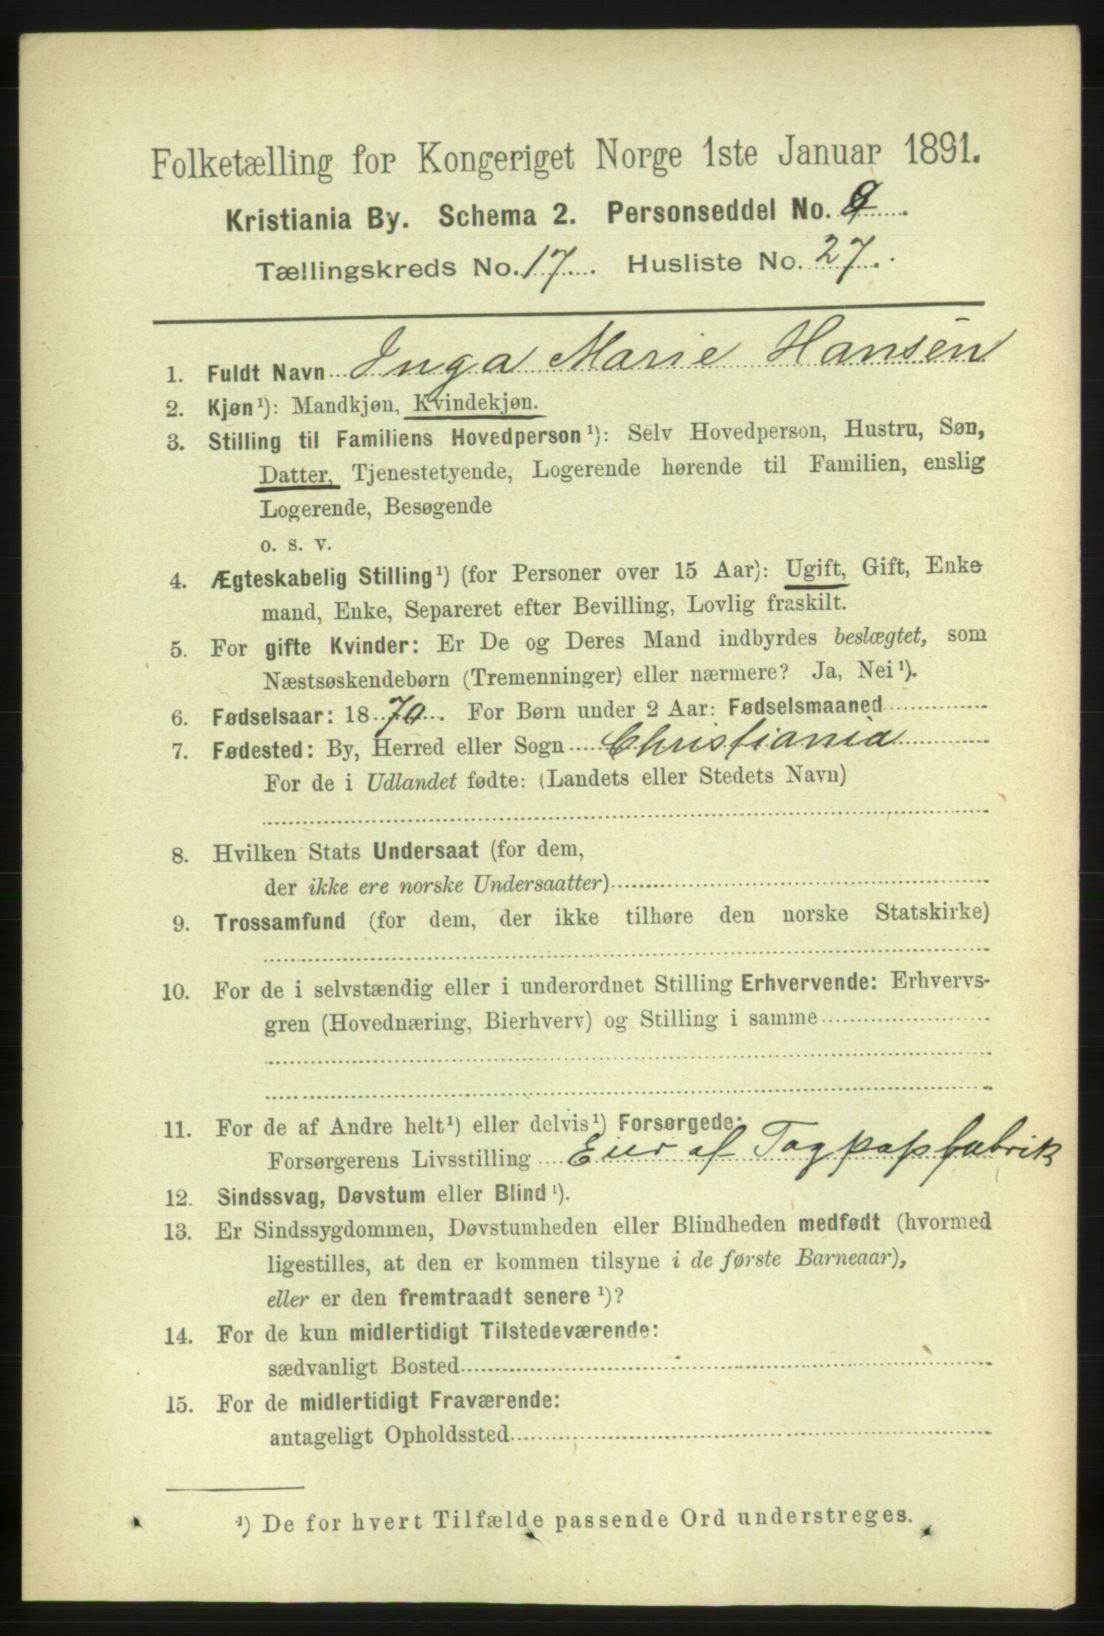 Folketælling for Kongeriget Norge 1ste Januar 1891.
Kristiania By. Schema 2. Personseddel No.
Tællingskreds No. 17. Husliste No. 27.
1. Fuldt Navn Inga Marie Hansen
2. Kjøn¹): Mandkjøn, Kvindekjøn.
3. Stilling til Familiens Hovedperson¹): Selv Hovedperson, Hustru, Søn,
Datter, Tjenestetyende, Logerende hørende til Familien, enslig
Logerende, Besøgende
o. s. v.
4. Ægteskabelig Stilling¹) (for Personer over 15 Aar): Ugift, Gift, Enke
mand, Enke, Separeret efter Bevilling, Lovlig fraskilt.
5. For gifte Kvinder: Er De og Deres Mand indbyrdes beslægtet, som
Næstsøskendebørn (Tremenninger) eller nærmere? Ja, Nei¹).
6. Fødselsaar: 1870. For Børn under 2 Aar: Fødselsmaaned
7. Fødested: By, Herred eller Sogn Christiania
For de i Udlandet fødte: (Landets eller Stedets Navn)
8. Hvilken Stats Undersaat (for dem,
der ikke ere norske Undersaatter)
9. Trossamfund (for dem, der ikke tilhøre den norske Statskirke)
10. For de i selvstændig eller i underordnet Stilling Erhvervende: Erhvervs-
gren (Hovednæring, Bierhverv) og Stilling i samme
11. For de af Andre helt¹) eller delvis¹) Forsørgede:
Forsørgerens Livsstilling Eier af Tagpapfabrik
12. Sindssvag, Døvstum eller Blind¹).
13. Er Sindssygdommen, Døvstumheden eller Blindheden medfødt (hvormed
ligestilles, at den er kommen tilsyne i de første Barneaar),
eller er den fremtraadt senere¹)?
14. For de kun midlertidigt Tilstedeværende:
sædvanligt Bosted
15. For de midlertidigt Fraværende:
antageligt Opholdssted
¹) De for hvert Tilfælde passende Ord understreges.